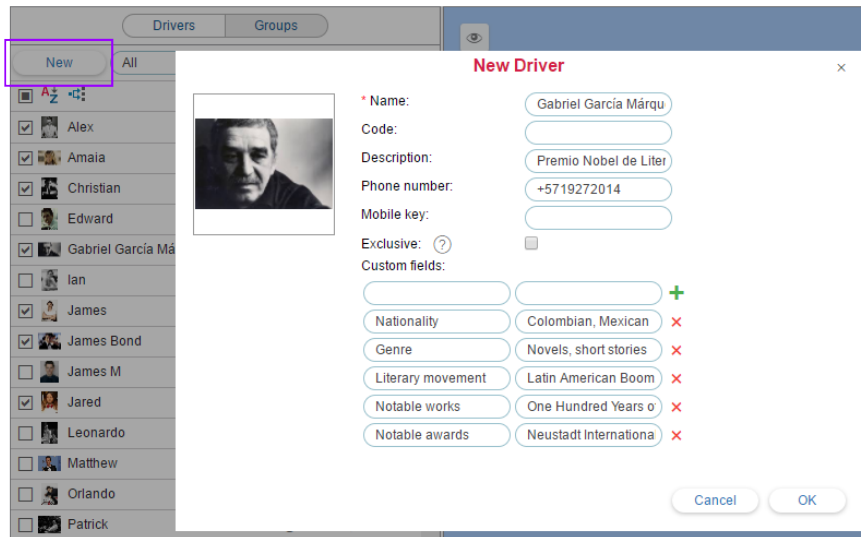 Drivers Groups
New All
New Driver ×
A Z
* Name: Gabriel García Márqu
Code:
Description: Premio Nobel de Liter
Phone number: +5719272014
Mobile key:
Exclusive: ?
Custom fields:
Nationality Colombian, Mexican
Genre Novels, short stories
Literary movement Latin American Boom
Notable works One Hundred Years o
Notable awards Neustadt Internationa
Cancel OK
Alex
Amaia
Christian
Edward
Gabriel García Má
Ian
James
James Bond
James M
Jared
Leonardo
Matthew
Orlando
Patrick